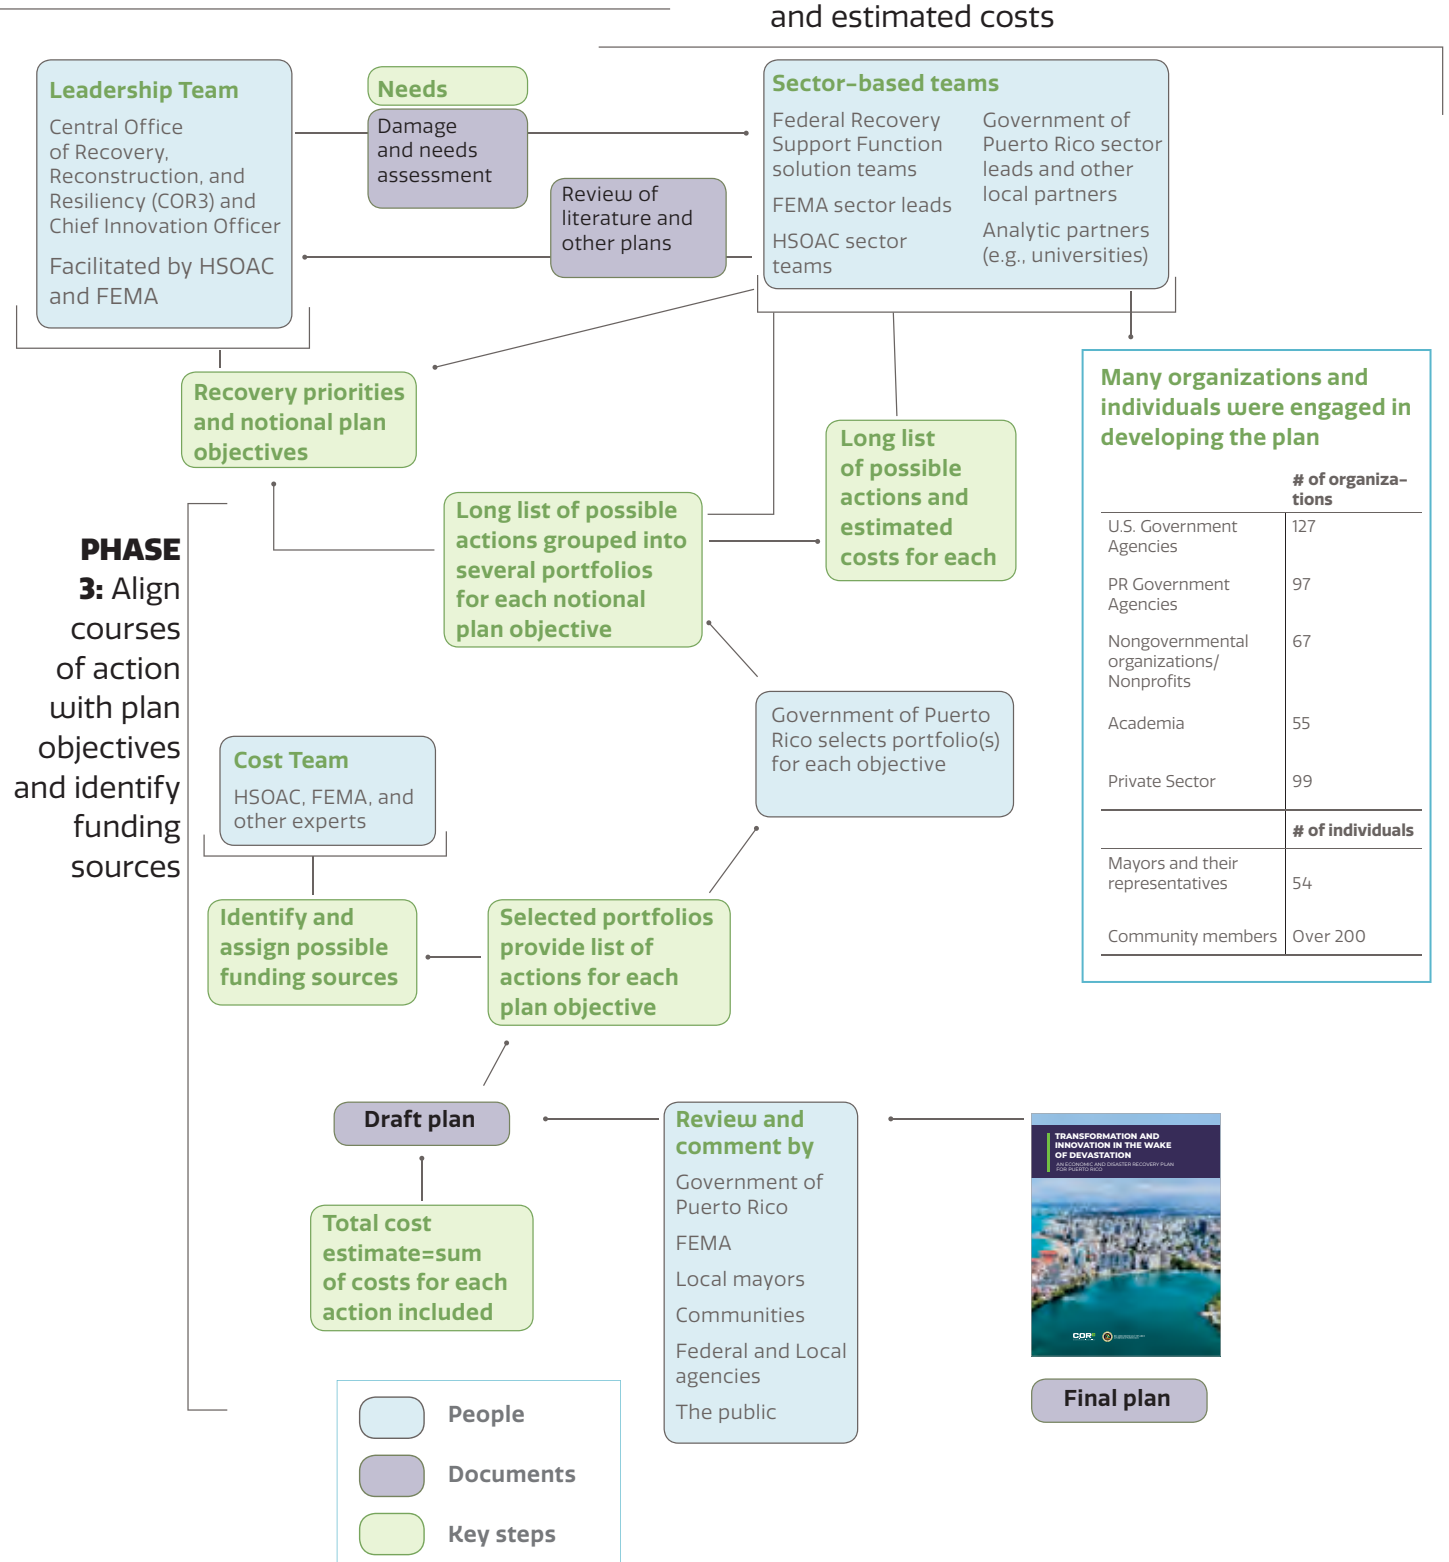 and estimated costs
Leadership Team
Central Office
of Recovery,
Reconstruction, and
Resiliency (COR3) and
Chief Innovation Officer
Facilitated by HSOAC
and FEMA
Needs
Damage
and needs
assessment
Review of
literature and
other plans
Sector-based teams
Federal Recovery
Support Function
solution teams
FEMA sector leads
HSOAC sector
teams
Government of
Puerto Rico sector
leads and other
local partners
Analytic partners
(e.g., universities)
Recovery priorities
and notional plan
objectives
Long list
of possible
actions and
estimated
costs for each
Long list of possible
actions grouped into
several portfolios
for each notional
plan objective
Many organizations and
individuals were engaged in
developing the plan
# of organiza-
tions
U.S. Government
Agencies
127
PR Government
Agencies
97
Nongovernmental
organizations/
Nonprofits
67
Academia
55
Private Sector
99
# of individuals
Mayors and their
representatives
54
Community members
Over 200
PHASE
3: Align
courses
of action
with plan
objectives
and identify
funding
sources
Government of Puerto
Rico selects portfolio(s)
for each objective
Cost Team
HSOAC, FEMA, and
other experts
Identify and
assign possible
funding sources
Selected portfolios
provide list of
actions for each
plan objective
Draft plan
Total cost
estimate=sum
of costs for each
action included
Review and
comment by
Government of
Puerto Rico
FEMA
Local mayors
Communities
Federal and Local
agencies
The public
TRANSFORMATION AND
INNOVATION IN THE WAKE
OF DEVASTATION
AN ECONOMIC AND DISASTER RECOVERY PLAN
FOR PUERTO RICO
Final plan
People
Documents
Key steps